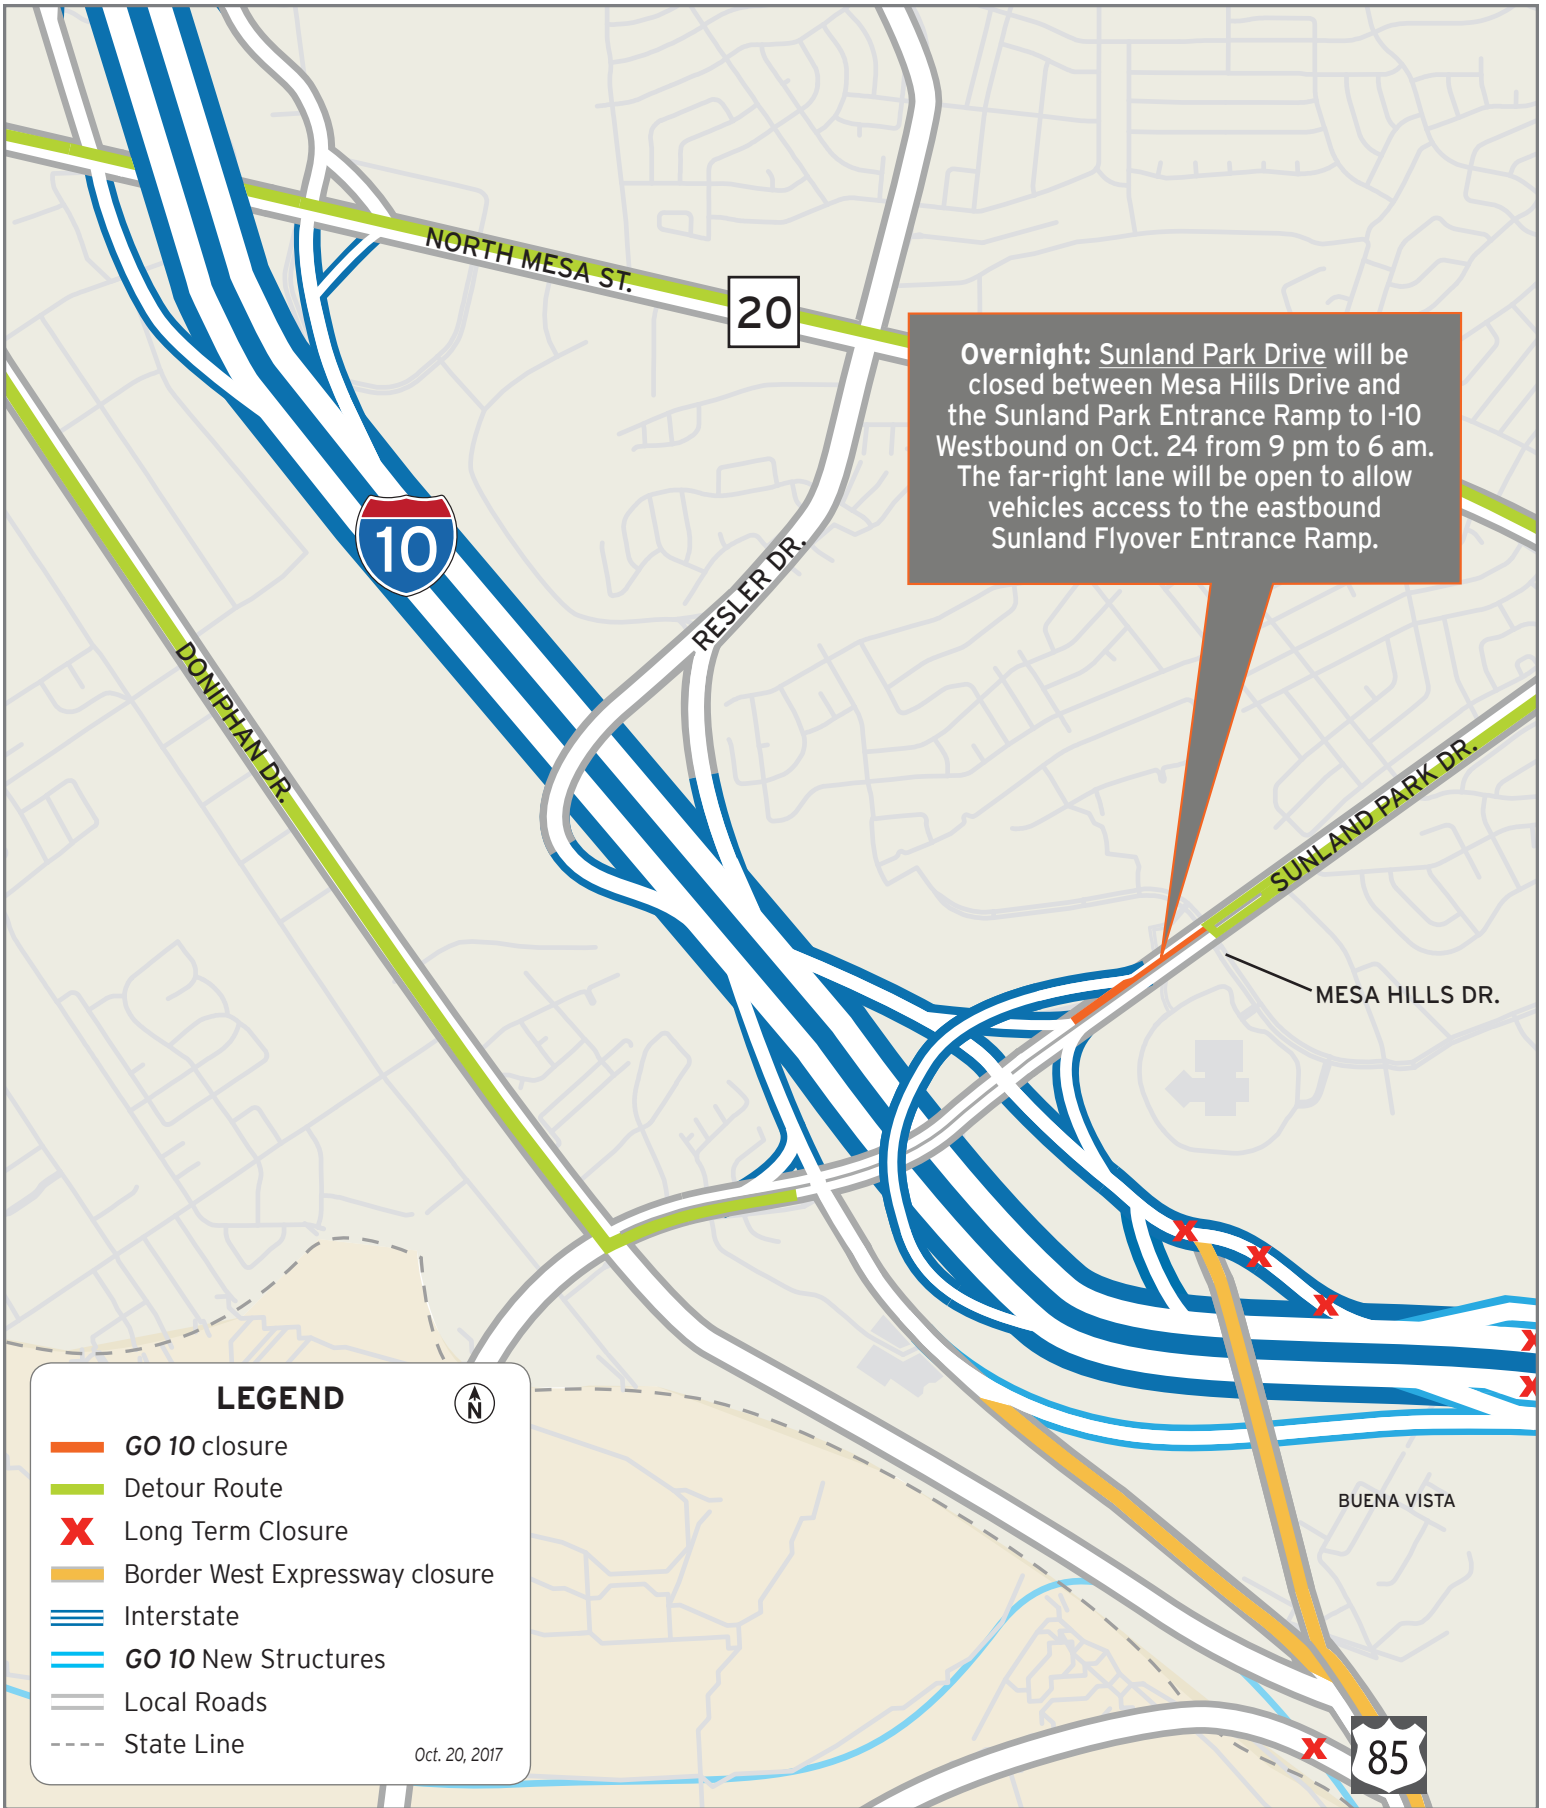 NORTH MESA ST.
20
Overnight: Sunland Park Drive will be
closed between Mesa Hills Drive and
the Sunland Park Entrance Ramp to I-10
Westbound on Oct. 24 from 9 pm to 6 am.
The far-right lane will be open to allow
vehicles access to the eastbound
Sunland Flyover Entrance Ramp.
10
RESLER DR.
DONIPHAN DR.
SUNLAND PARK DR.
MESA HILLS DR.
BUENA VISTA
LEGEND
N
GO 10 closure
Detour Route
X Long Term Closure
Border West Expressway closure
Interstate
GO 10 New Structures
Local Roads
State Line
Oct. 20, 2017
85